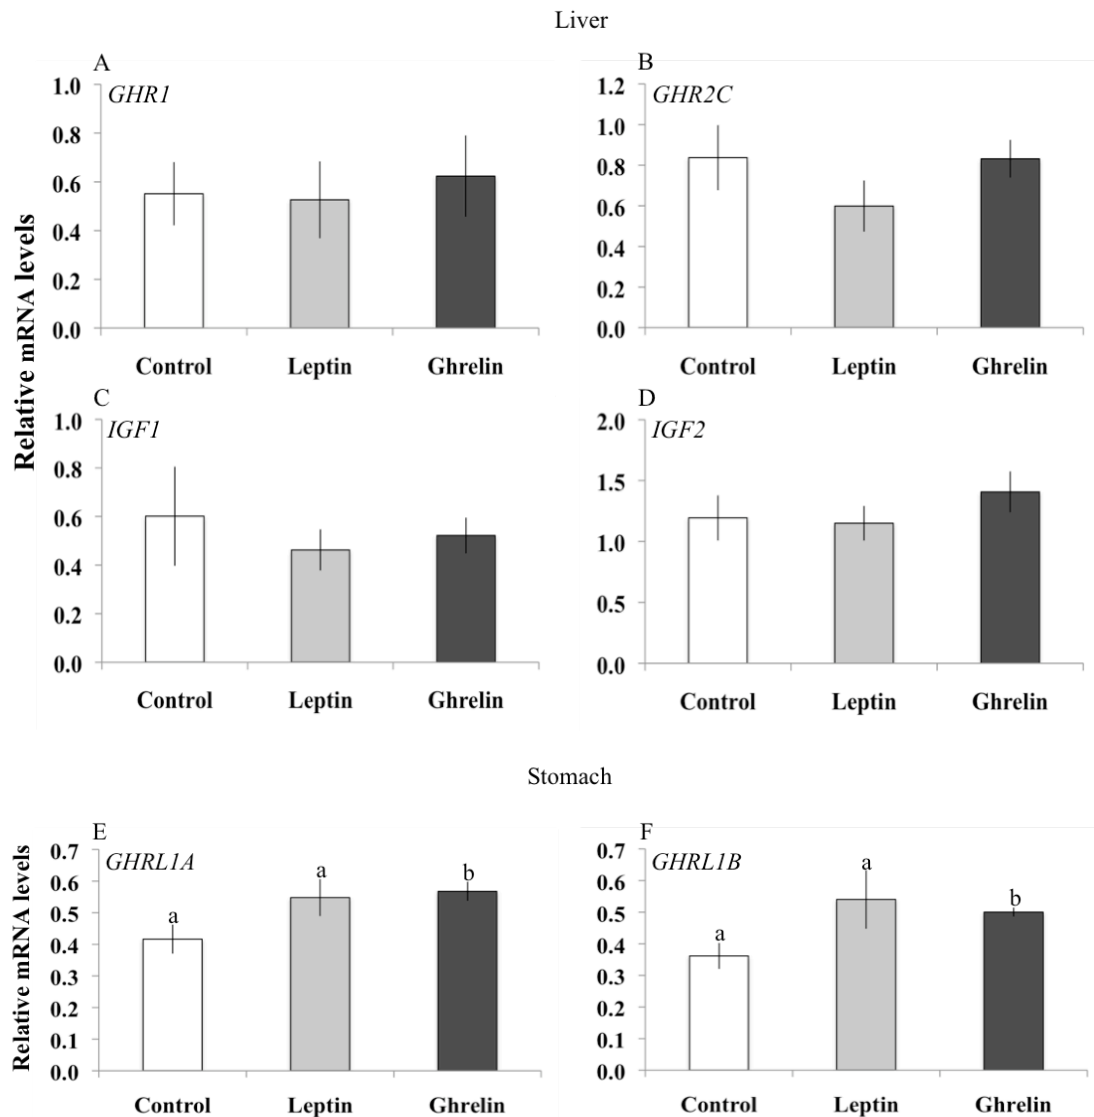 Liver
A
GHR1
1.0
0.8
0.6
0.4
0.2
0.0
Control Leptin Ghrelin
B
GHR2C
1.2
1.0
0.8
0.6
0.4
0.2
0.0
Control Leptin Ghrelin
Relative mRNA levels
C
IGF1
1.0
0.8
0.6
0.4
0.2
0.0
Control Leptin Ghrelin
D
IGF2
2.0
1.5
1.0
0.5
0.0
Control Leptin Ghrelin
Stomach
Relative mRNA levels
E
GHRL1A
0.7
0.6
0.5
0.4
0.3
0.2
0.1
0.0
a a b
Control Leptin Ghrelin
F
GHRL1B
0.7
0.6
0.5
0.4
0.3
0.2
0.1
0.0
a a b
Control Leptin Ghrelin